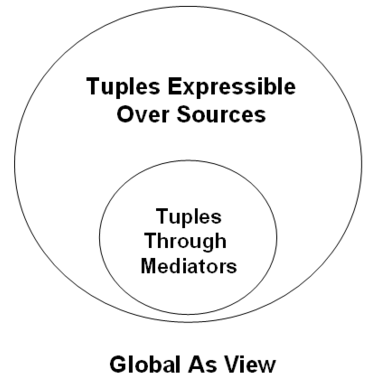 Tuples Expressible
Over Sources
Tuples
Through
Mediators
Global As View